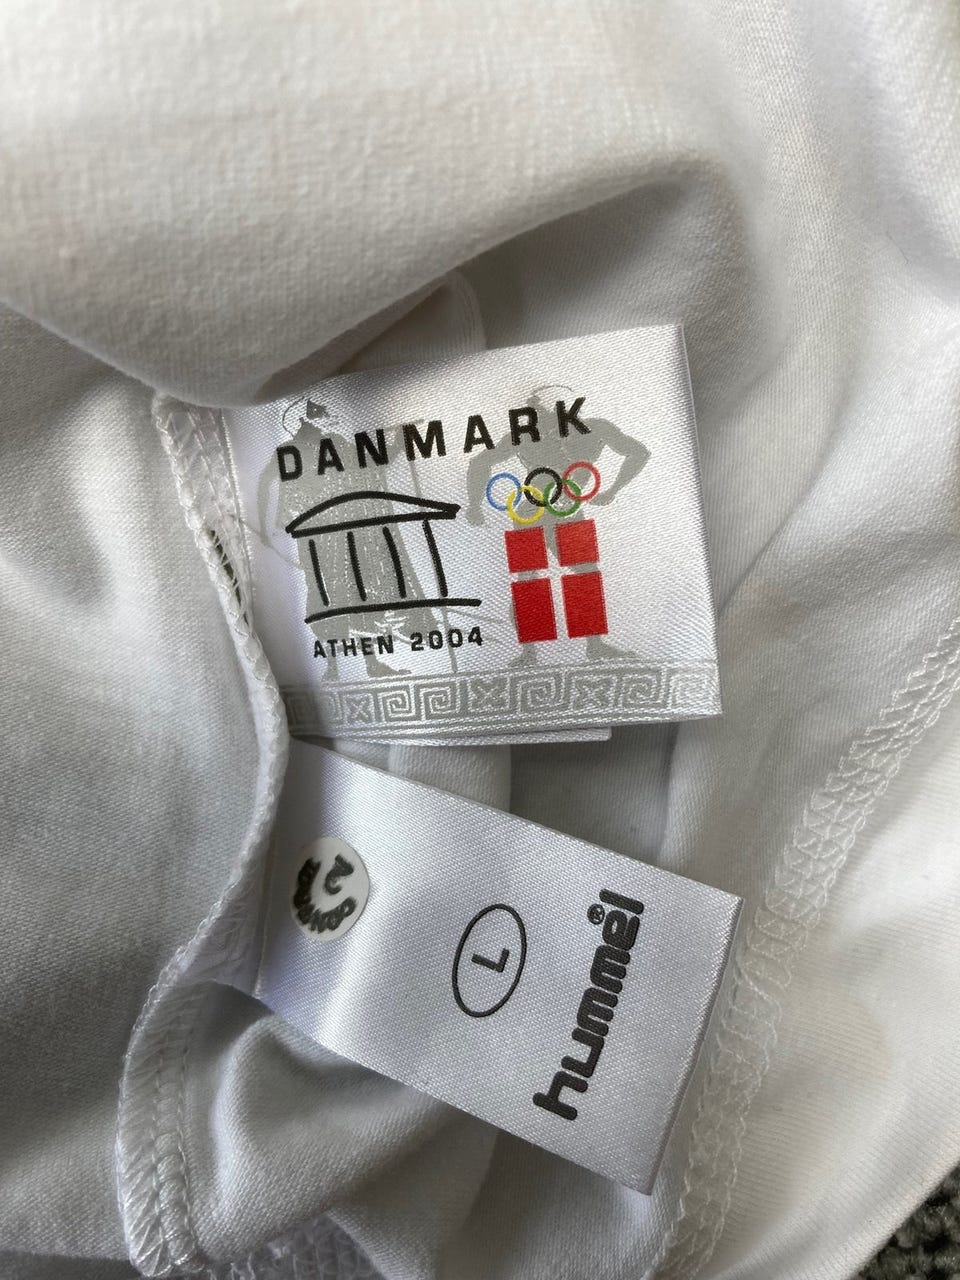 DANMARK
ATHEN 2004
L
hummel®